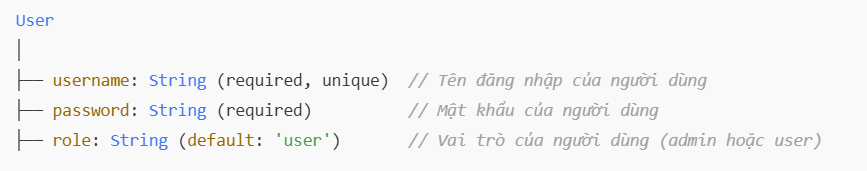 User
│
├── username: String (required, unique)  // Tên đăng nhập của người dùng
├── password: String (required)          // Mật khẩu của người dùng
├── role: String (default: 'user')       // Vai trò của người dùng (admin hoặc user)